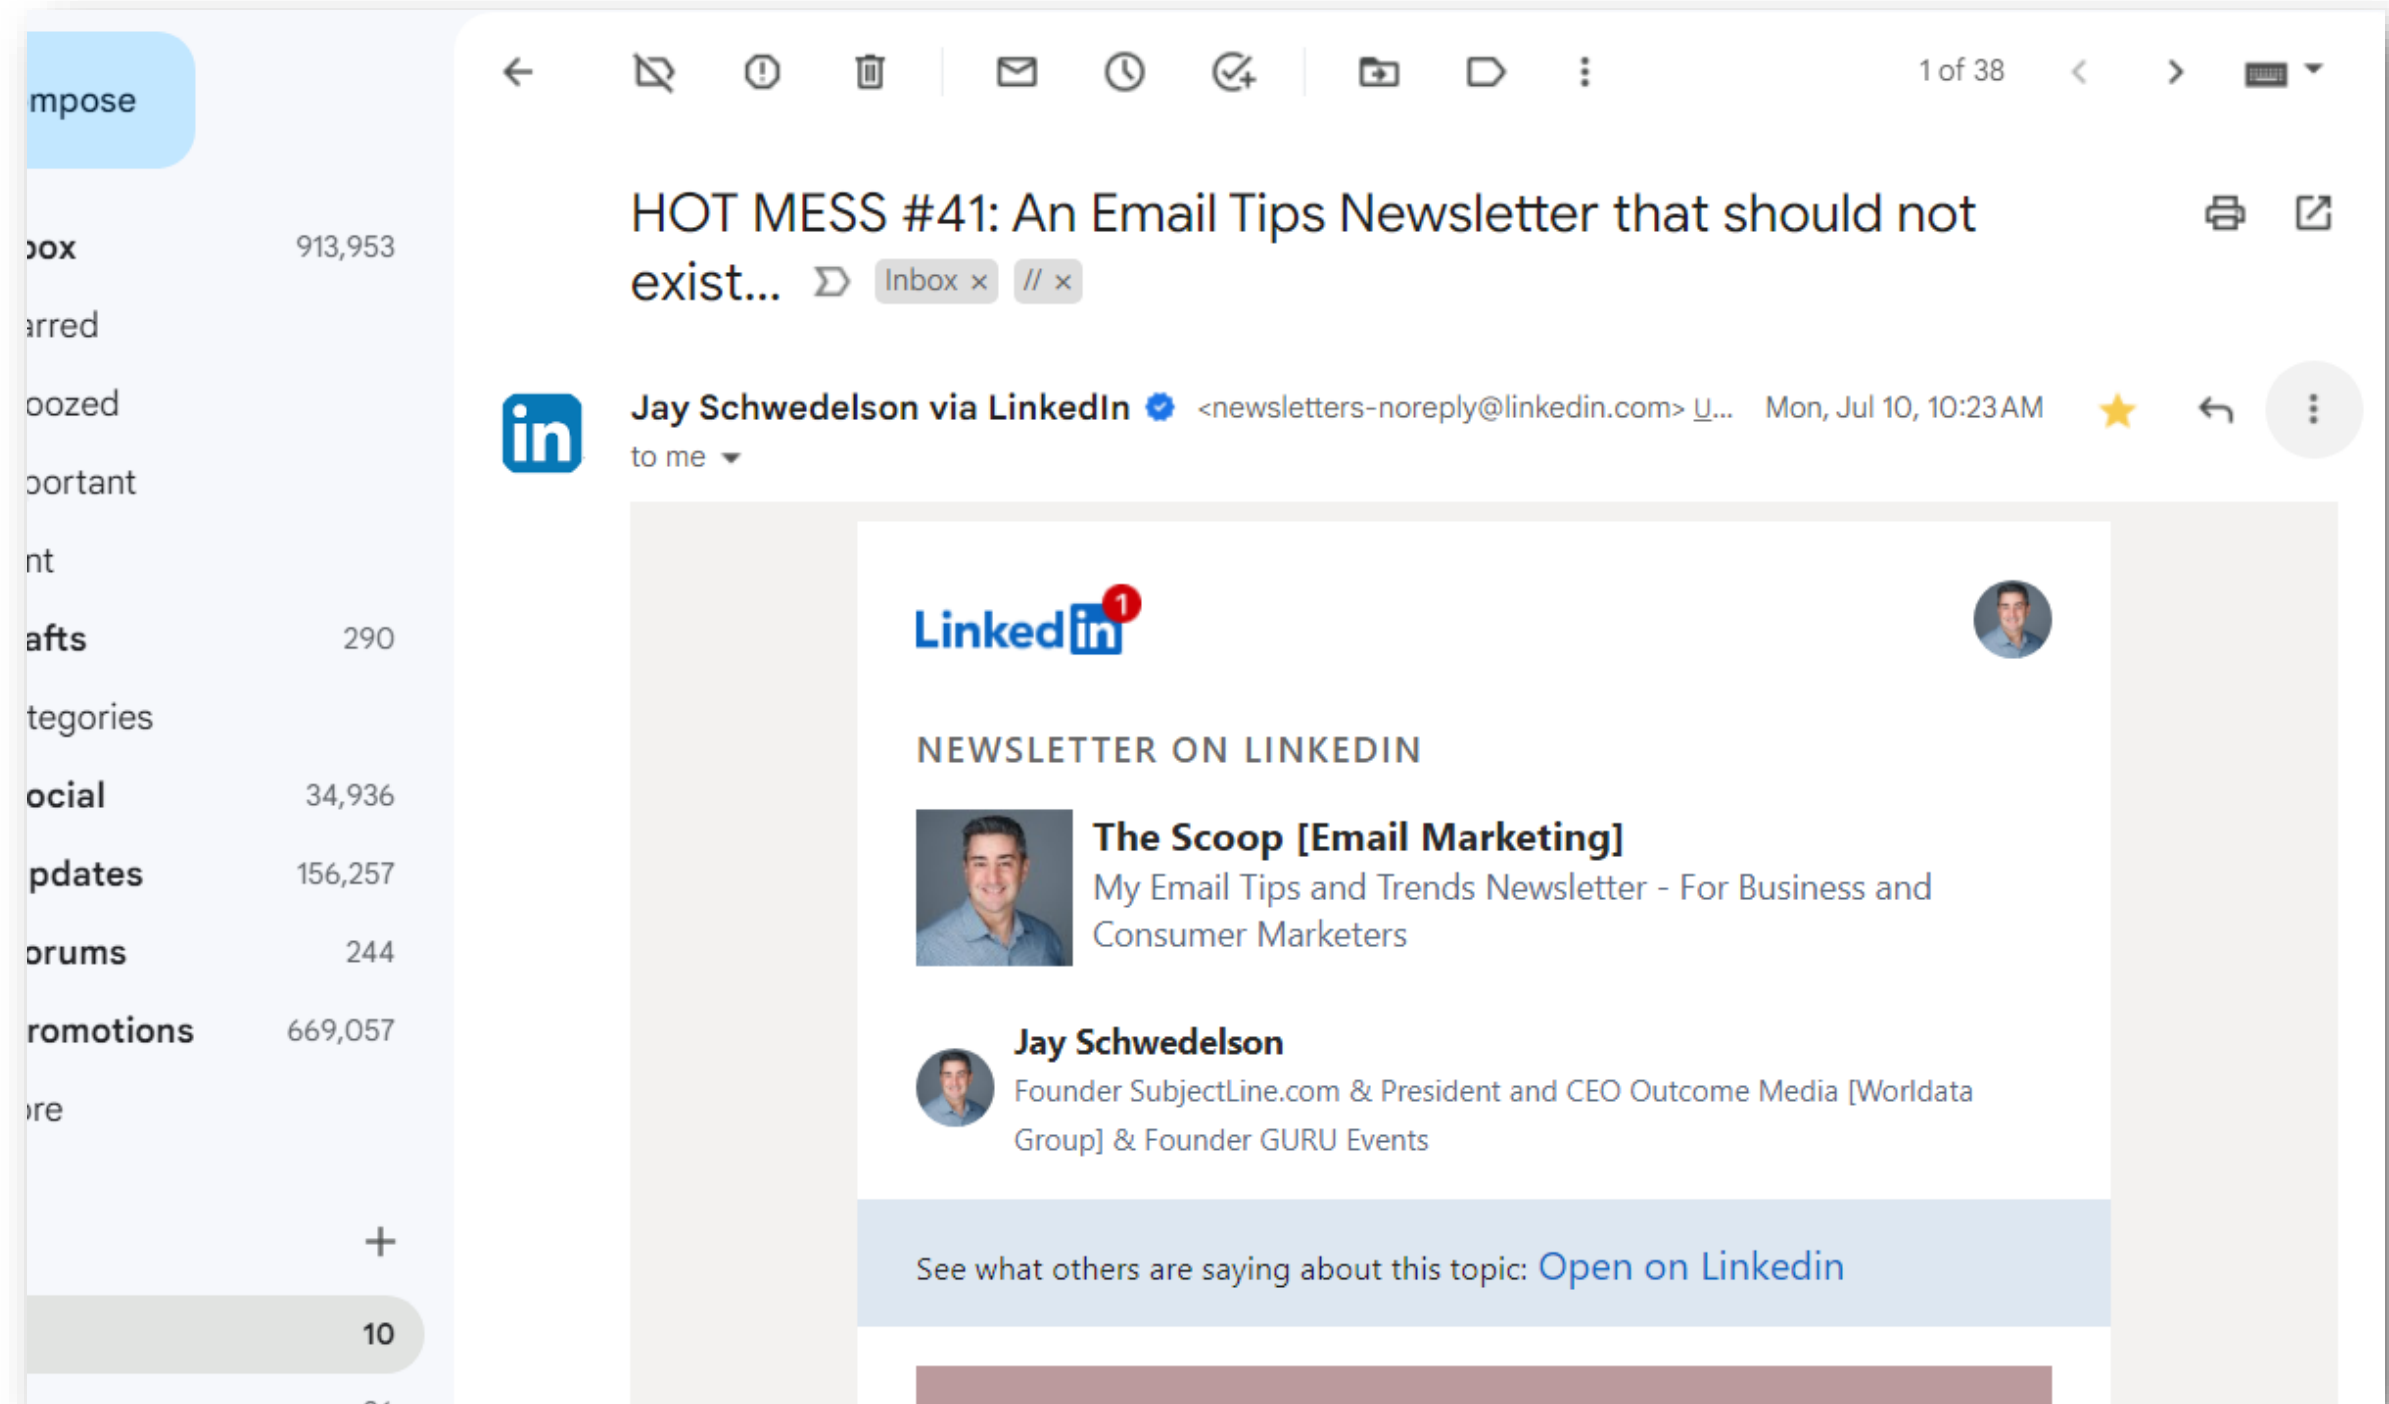 mpose
box 913,953
arred
oozed
portant
nt
afts 290
tegories
ocial 34,936
pdates 156,257
orums 244
romotions 669,057
ore
+
10
1 of 38
HOT MESS #41: An Email Tips Newsletter that should not
exist... Inbox × // ×
in
Jay Schwedelson via LinkedIn <newsletters-noreply@linkedin.com> U... Mon, Jul 10, 10:23 AM
to me
Linkedin 1
NEWSLETTER ON LINKEDIN
The Scoop [Email Marketing]
My Email Tips and Trends Newsletter - For Business and
Consumer Marketers
Jay Schwedelson
Founder SubjectLine.com & President and CEO Outcome Media [Worldata
Group] & Founder GURU Events
See what others are saying about this topic: Open on Linkedin